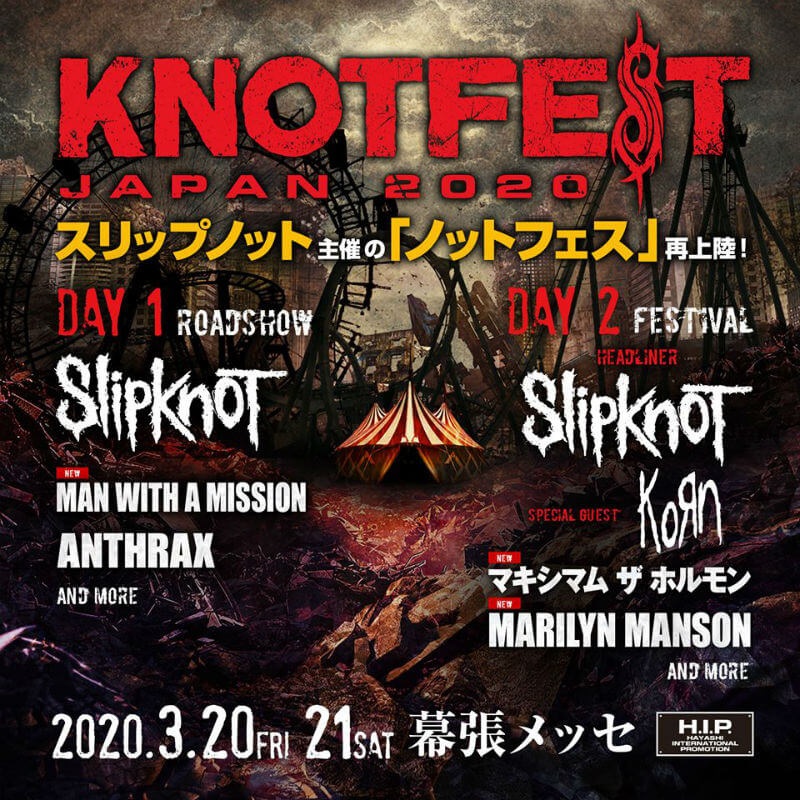 KNOTFEST
JAPAN 2020
スリップノット主催の「ノットフェス」再上陸!
DAY 1 ROADSHOW
SlipKnoT
NEW
MAN WITH A MISSION
ANTHRAX
AND MORE
DAY 2 FESTIVAL
HEADLINER
SlipKnoT
SPECIAL GUEST KoЯn
NEW
マキシマム ザ ホルモン
NEW
MARILYN MANSON
AND MORE
2020.3.20FRI 21SAT 幕張メッセ
H.I.P.
HAYASHI
INTERNATIONAL
PROMOTION